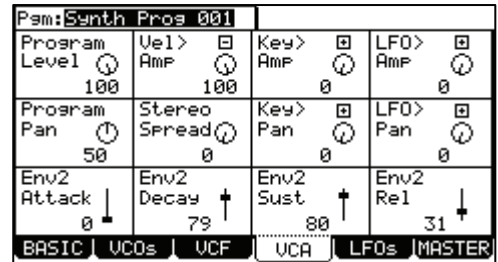 Pgm:Synth Prog 001
Program Vel> Key> LFO>
Level Amp Amp Amp
100 100 0 0
Program Stereo Key> LFO>
Pan Spread Pan Pan
50 0 0 0
Env2 Env2 Env2 Env2
Attack Decay Sust Rel
0 79 80 31
BASIC VCOs VCF VCA LFOs MASTER